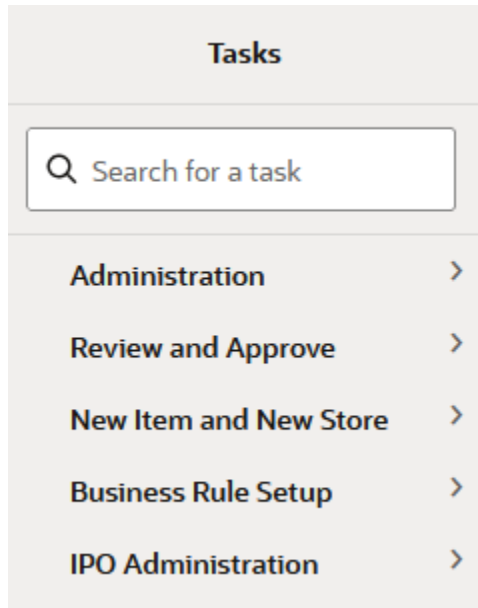 Tasks
Search for a task
Administration
Review and Approve
New Item and New Store
Business Rule Setup
IPO Administration